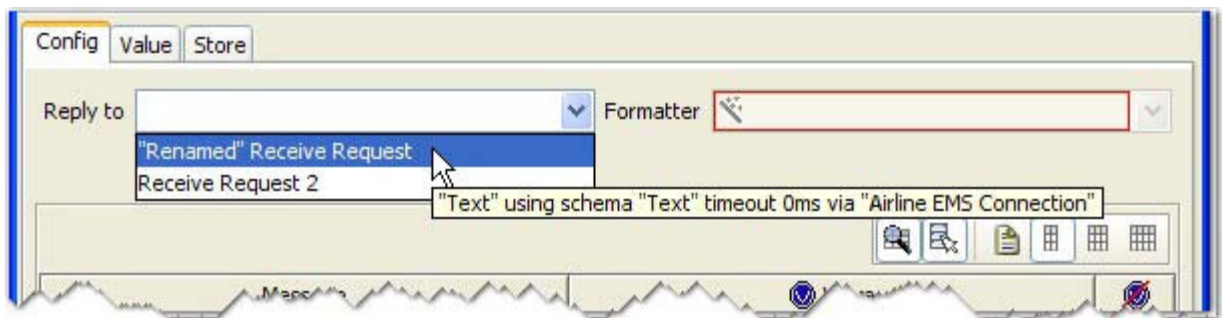 Config Value Store
Reply to Formatter
"Renamed" Receive Request
Receive Request 2
"Text" using schema "Text" timeout 0ms via "Airline EMS Connection"